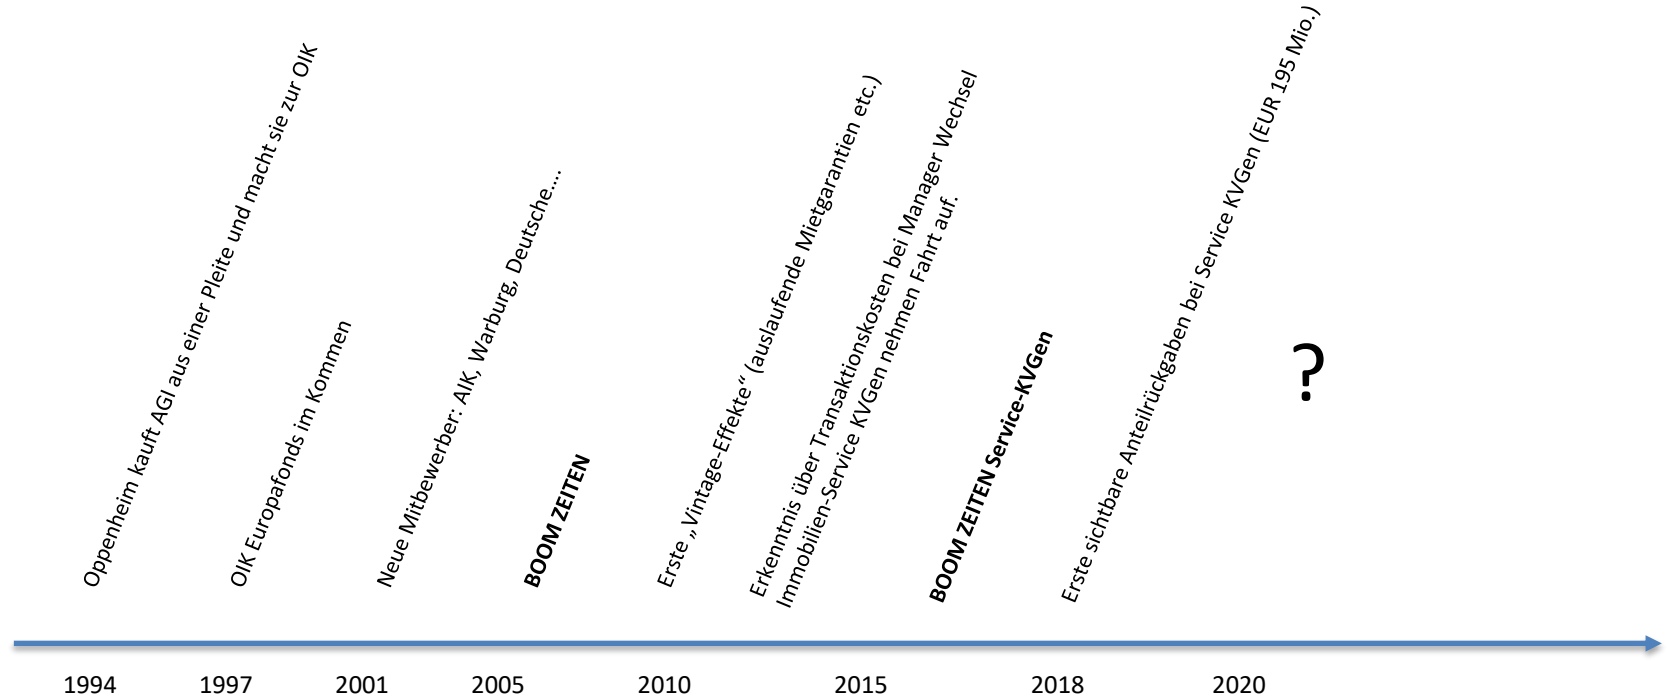 Oppenheim kauft AGI aus einer Pleite und macht sie zur OIK
OIK Europafonds im Kommen
Neue Mitbewerber: AIK, Warburg, Deutsche....
BOOM ZEITEN
Erste „Vintage-Effekte“ (auslaufende Mietgarantien etc.)
Erkenntnis über Transaktionskosten bei Manager Wechsel
Immobilien-Service KVGen nehmen Fahrt auf.
BOOM ZEITEN Service-KVGen
Erste sichtbare Anteilrückgaben bei Service KVGen (EUR 195 Mio.)
?
1994
1997
2001
2005
2010
2015
2018
2020